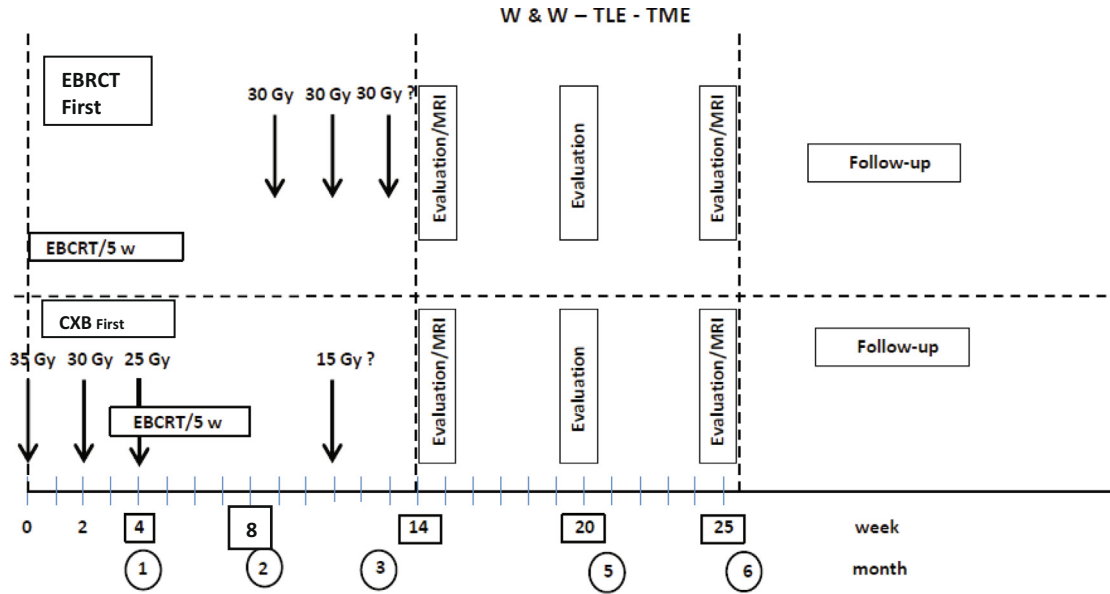 W & W – TLE - TME
EBRCT
First
30 Gy 30 Gy 30 Gy ?
Evaluation/MRI
Evaluation
Evaluation/MRI
Follow-up
EBCRT/5 w
CXB First
35 Gy 30 Gy 25 Gy 15 Gy ?
EBCRT/5 w
Evaluation/MRI
Evaluation
Evaluation/MRI
Follow-up
0 2 4 8 14 20 25 week
1 2 3 5 6 month